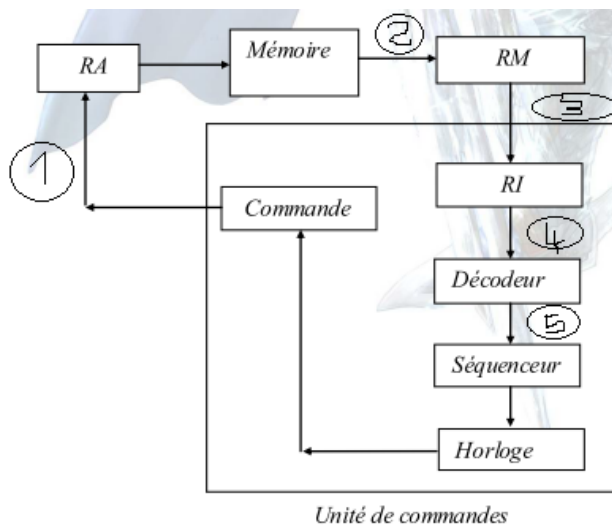 Mémoire
2
RA
RM
3
1
RI
Commande
4
Décodeur
5
Séquenceur
Horloge
Unité de commandes